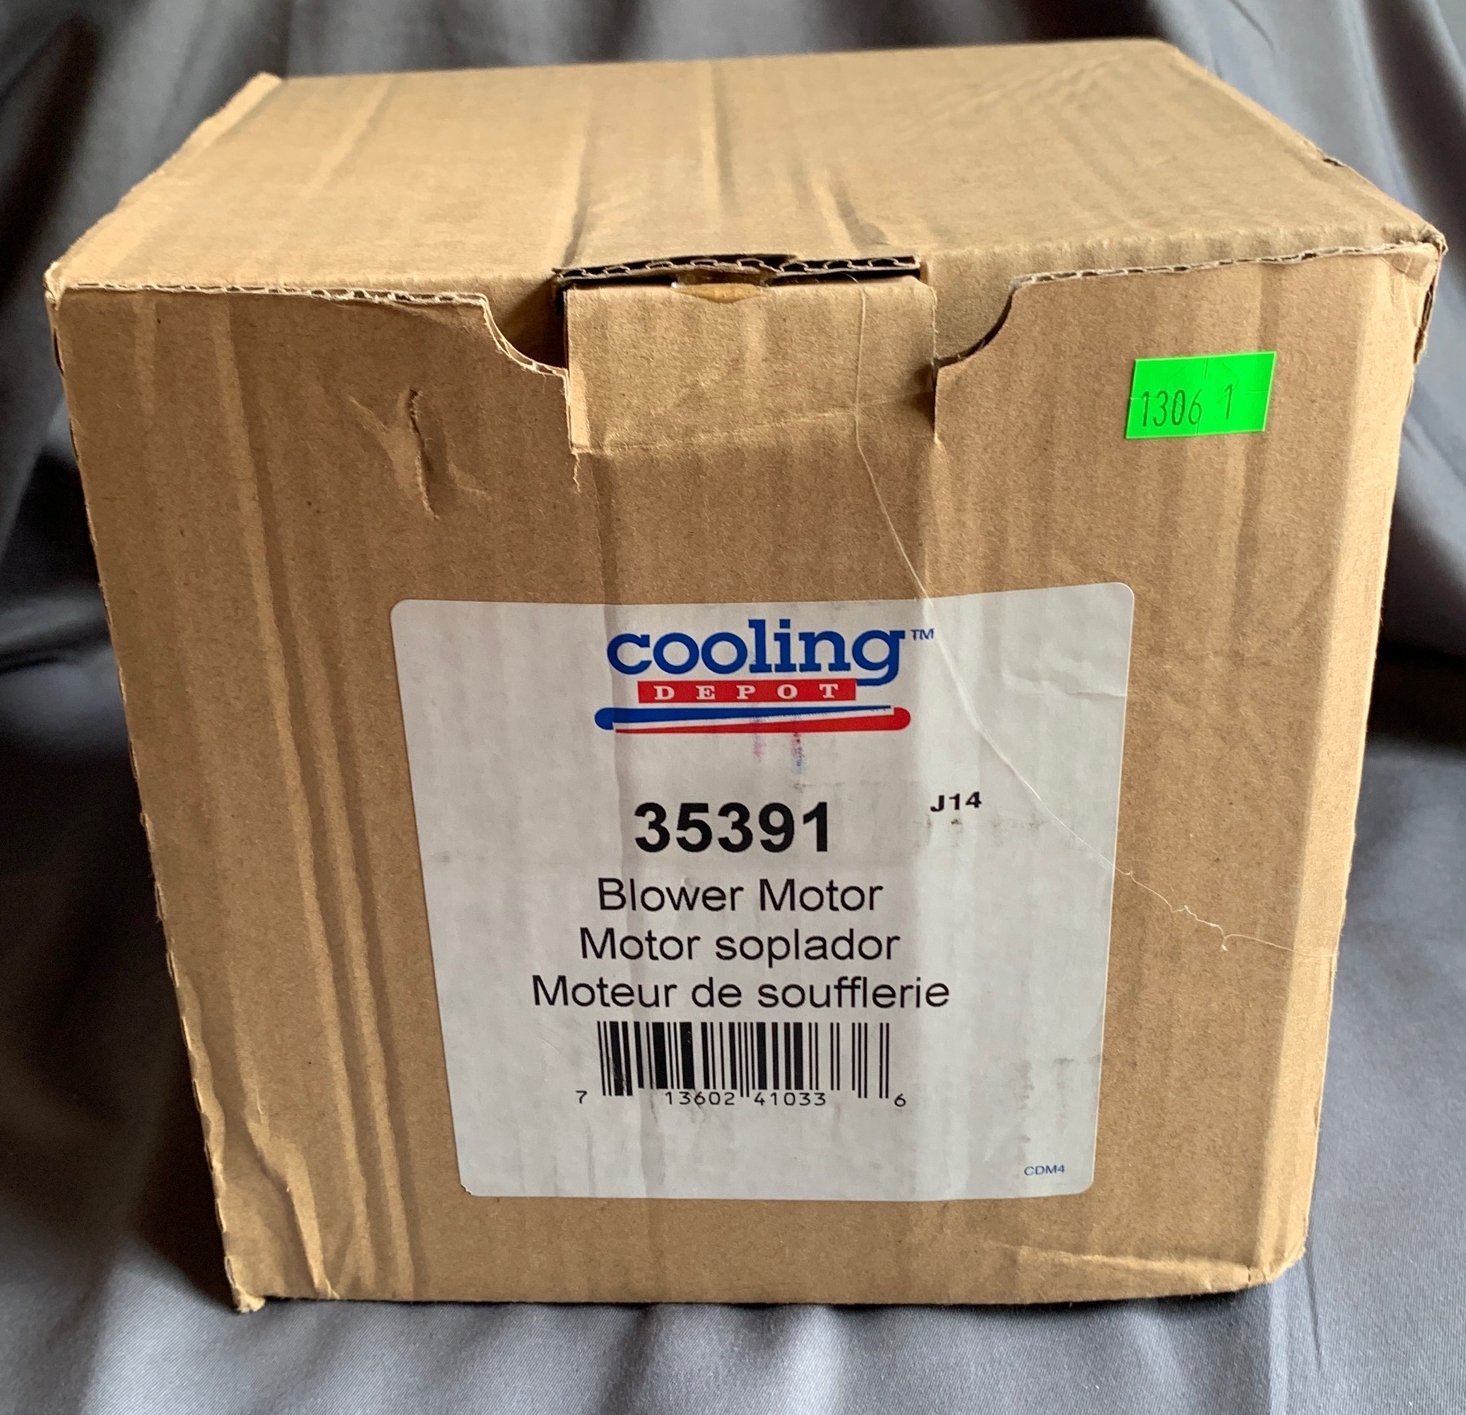 1306 1
cooling™
DEPOT
35391
J14
Blower Motor
Motor soplador
Moteur de soufflerie
7 13602 41033 6
CDM4